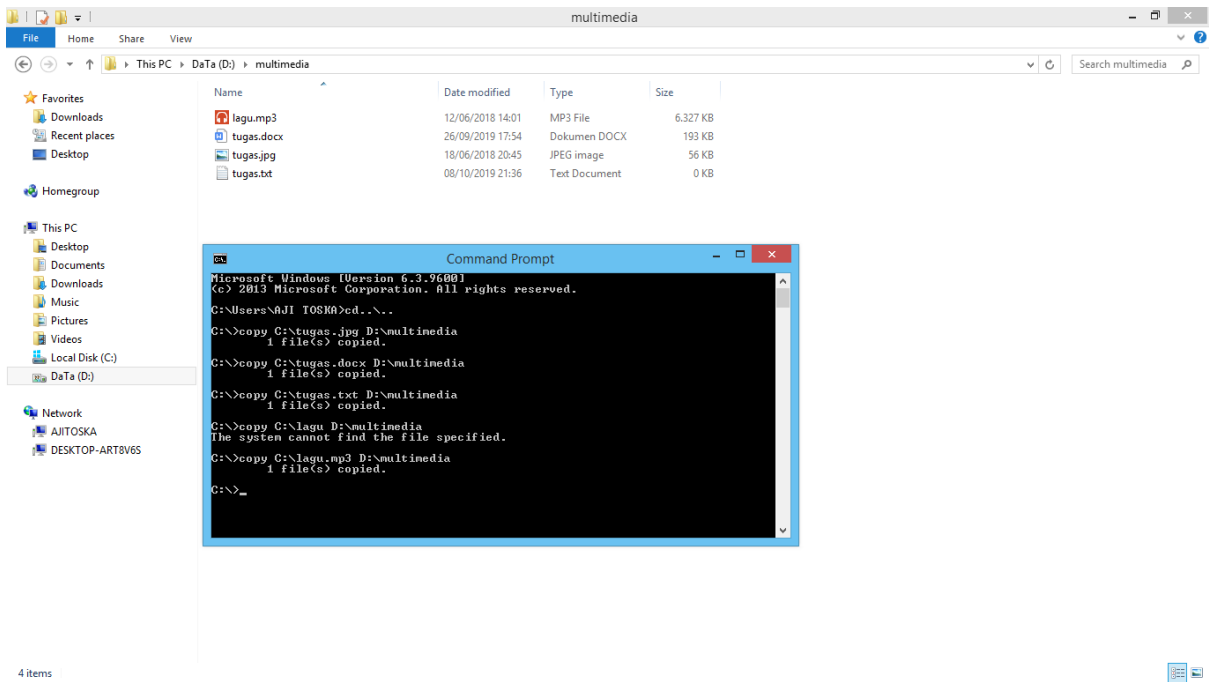 multimedia
File Home Share View
This PC DaTa (D:) multimedia
Search multimedia
Favorites
Downloads
Recent places
Desktop
Homegroup
This PC
Desktop
Documents
Downloads
Music
Pictures
Videos
Local Disk (C:)
DaTa (D:)
Network
AJITOSKA
DESKTOP-ART8V6S
Name Date modified Type Size
lagu.mp3 12/06/2018 14:01 MP3 File 6.327 KB
tugas.docx 26/09/2019 17:54 Dokumen DOCX 193 KB
tugas.jpg 18/06/2018 20:45 JPEG image 56 KB
tugas.txt 08/10/2019 21:36 Text Document 0 KB
C:\. Command Prompt
Microsoft Windows [Version 6.3.9600]
(c) 2013 Microsoft Corporation. All rights reserved.
C:\Users\AJI TOSKA>cd..\..
C:\>copy C:\tugas.jpg D:\multimedia
1 file(s) copied.
C:\>copy C:\tugas.docx D:\multimedia
1 file(s) copied.
C:\>copy C:\tugas.txt D:\multimedia
1 file(s) copied.
C:\>copy C:\lagu D:\multimedia
The system cannot find the file specified.
C:\>copy C:\lagu.mp3 D:\multimedia
1 file(s) copied.
C:\>_
4 items